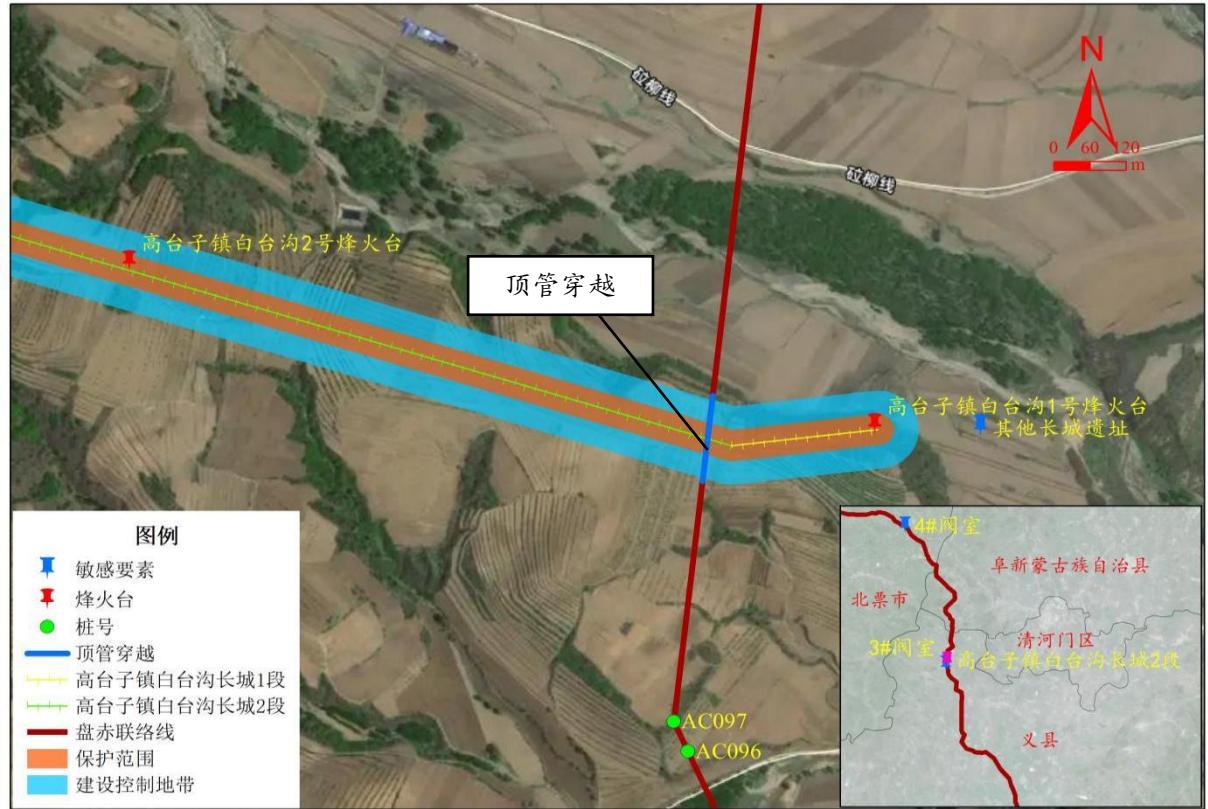 砬柳线
N
0 60 120
m
砬柳线
高台子镇白台沟2号烽火台
顶管穿越
高台子镇白台沟1号烽火台
其他长城遗址
AC097
AC096
图例
敏感要素
烽火台
桩号
顶管穿越
高台子镇白台沟长城1段
高台子镇白台沟长城2段
盘赤联络线
保护范围
建设控制地带
4#阀室
阜新蒙古族自治县
北票市
清河门区
3#阀室
高台子镇白台沟长城2段
义县